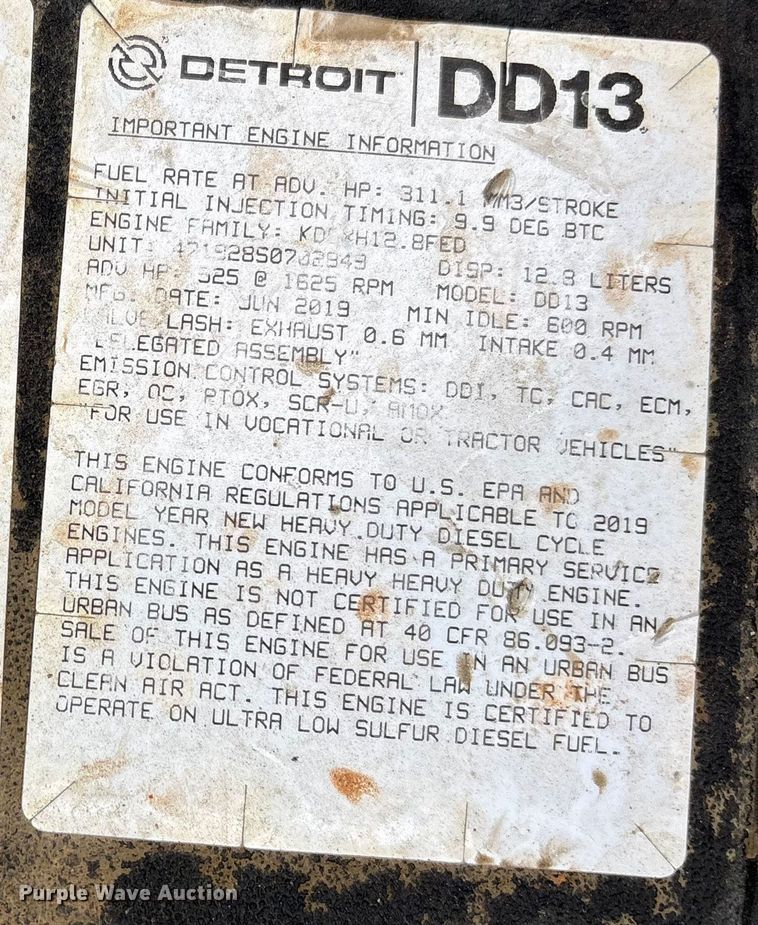 DETROIT DD13
IMPORTANT ENGINE INFORMATION
FUEL RATE AT ADV. HP: 311.1 MM3/STROKE
INITIAL INJECTION TIMING: 9.9 DEG BTC
ENGINE FAMILY:
UNIT: DISP: 12.8 LITERS
ADV HP: 525 @ 1625 RPM MODEL: DD13
MFG. DATE: JUN 2019 MIN IDLE: 600 RPM
VALVE LASH: EXHAUST 0.6 MM INTAKE 0.4 MM
"DELEGATED ASSEMBLY"
EMISSION CONTROL SYSTEMS: DDI, TC, CAC, ECM,
EGR, OC, PTOX, SCR-U, AMOX
"FOR USE IN VOCATIONAL OR TRACTOR VEHICLES"
THIS ENGINE CONFORMS TO U.S. EPA AND
CALIFORNIA REGULATIONS APPLICABLE TO 2019
MODEL YEAR NEW HEAVY DUTY DIESEL CYCLE
ENGINES. THIS ENGINE HAS A PRIMARY SERVICE
APPLICATION AS A HEAVY HEAVY DUTY ENGINE.
THIS ENGINE IS NOT CERTIFIED FOR USE IN AN
URBAN BUS AS DEFINED AT 40 CFR 86.093-2.
SALE OF THIS ENGINE FOR USE IN AN URBAN BUS
IS A VIOLATION OF FEDERAL LAW UNDER THE
CLEAN AIR ACT. THIS ENGINE IS CERTIFIED TO
OPERATE ON ULTRA LOW SULFUR DIESEL FUEL.
Purple Wave Auction